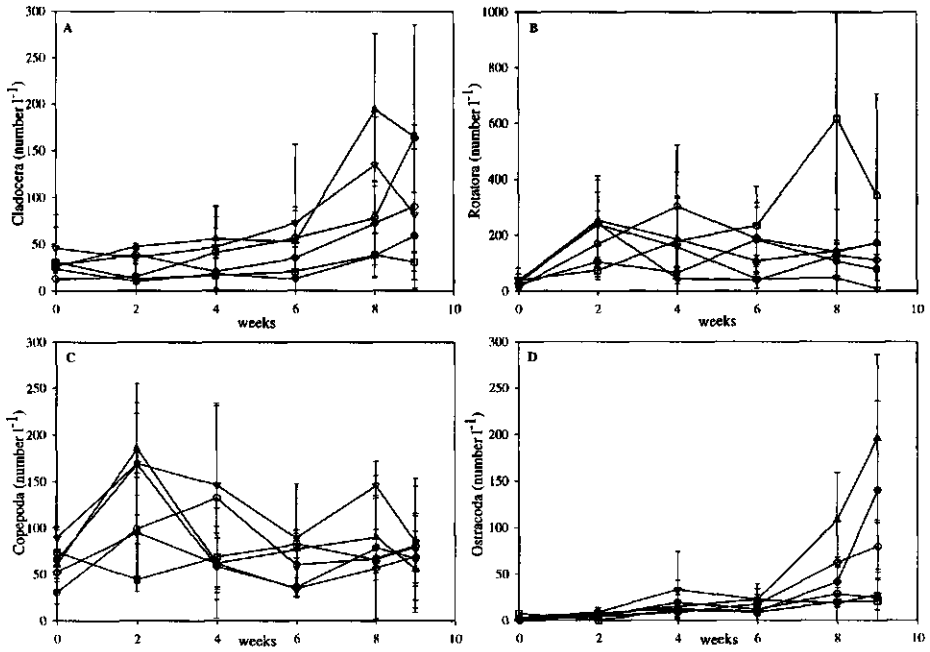 A
Cladocera (number l⁻¹)
300
250
200
150
100
50
0
0 2 4 6 8 10
weeks
B
Rotatora (number l⁻¹)
1000
800
600
400
200
0
0 2 4 6 8 10
weeks
C
Copepoda (number l⁻¹)
300
250
200
150
100
50
0
0 2 4 6 8 10
weeks
D
Ostracoda (number l⁻¹)
300
250
200
150
100
50
0
0 2 4 6 8 10
weeks